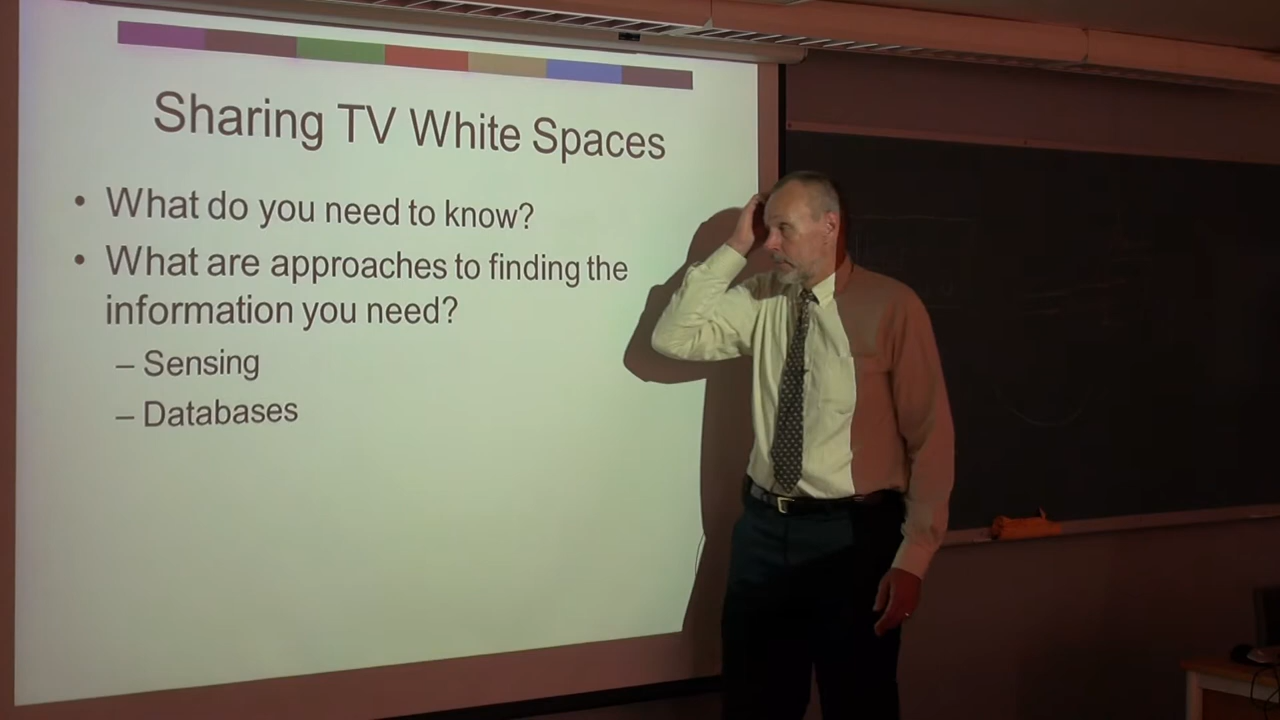 Sharing TV White Spaces
• What do you need to know?
• What are approaches to finding the
information you need?
– Sensing
– Databases